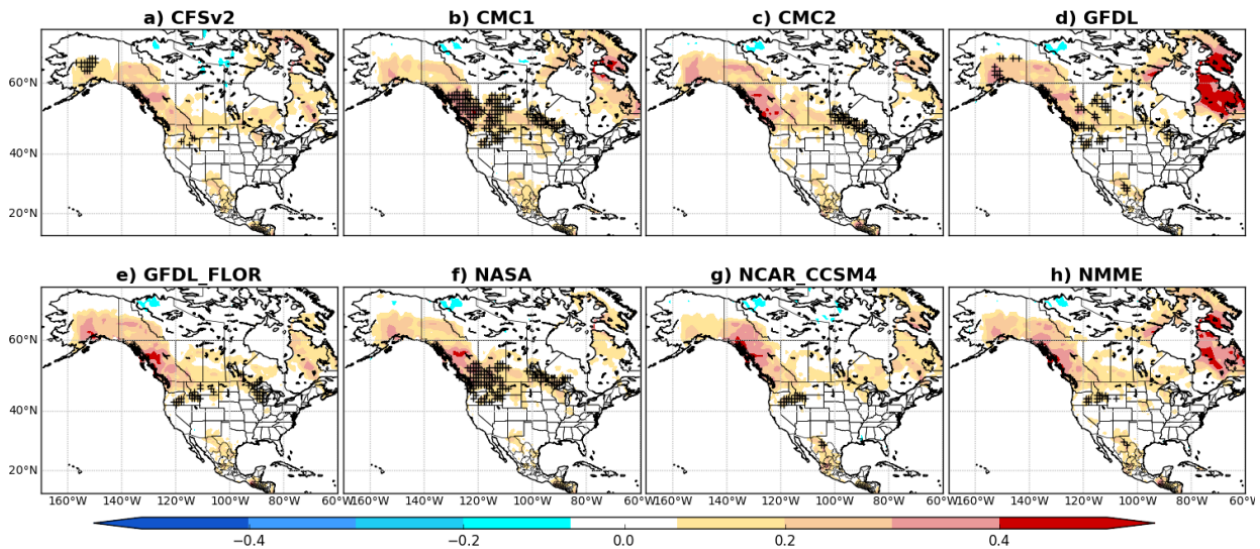 a) CFSv2 b) CMC1 c) CMC2 d) GFDL
60°N
40°N
20°N
e) GFDL_FLOR f) NASA g) NCAR_CCSM4 h) NMME
60°N
40°N
20°N
160°W 140°W 120°W 100°W 80°W 60°W 160°W 140°W 120°W 100°W 80°W 60°W 160°W 140°W 120°W 100°W 80°W 60°W 160°W 140°W 120°W 100°W 80°W 60°W
−0.4 −0.2 0.0 0.2 0.4